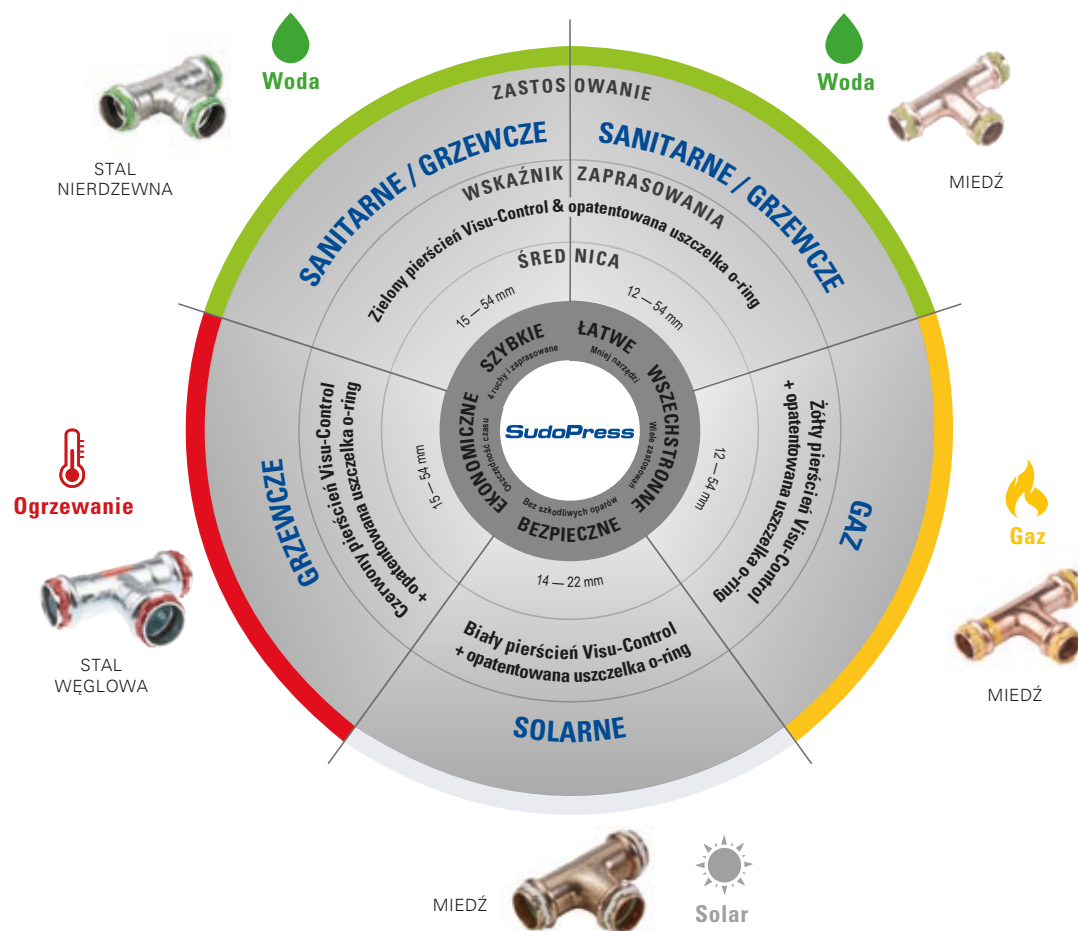 Woda
STAL
NIERDZEWNA
Woda
MIEDŹ
ZASTOSOWANIE
SANITARNE / GRZEWCZE
SANITARNE / GRZEWCZE
WSKAŹNIK ZAPRASOWANIA
Zielony pierścień Visu-Control & opatentowana uszczelka o-ring
ŚREDNICA
15 — 54 mm
12 — 54 mm
SZYBKIE
4 ruchy i zaprasowane
ŁATWE
Mniej narzędzi
WSZECHSTRONNE
Wiele zastosowań
BEZPIECZNE
Bez szkodliwych oparów
EKONOMICZNE
Oszczędność czasu
SudoPress
Ogrzewanie
STAL
WĘGLOWA
GRZEWCZE
Czerwony pierścień Visu-Control
+ opatentowana uszczelka o-ring
15 — 54 mm
12 — 54 mm
Żółty pierścień Visu-Control
+ opatentowana uszczelka o-ring
GAZ
Gaz
MIEDŹ
14 — 22 mm
Biały pierścień Visu-Control
+ opatentowana uszczelka o-ring
SOLARNE
MIEDŹ
Solar